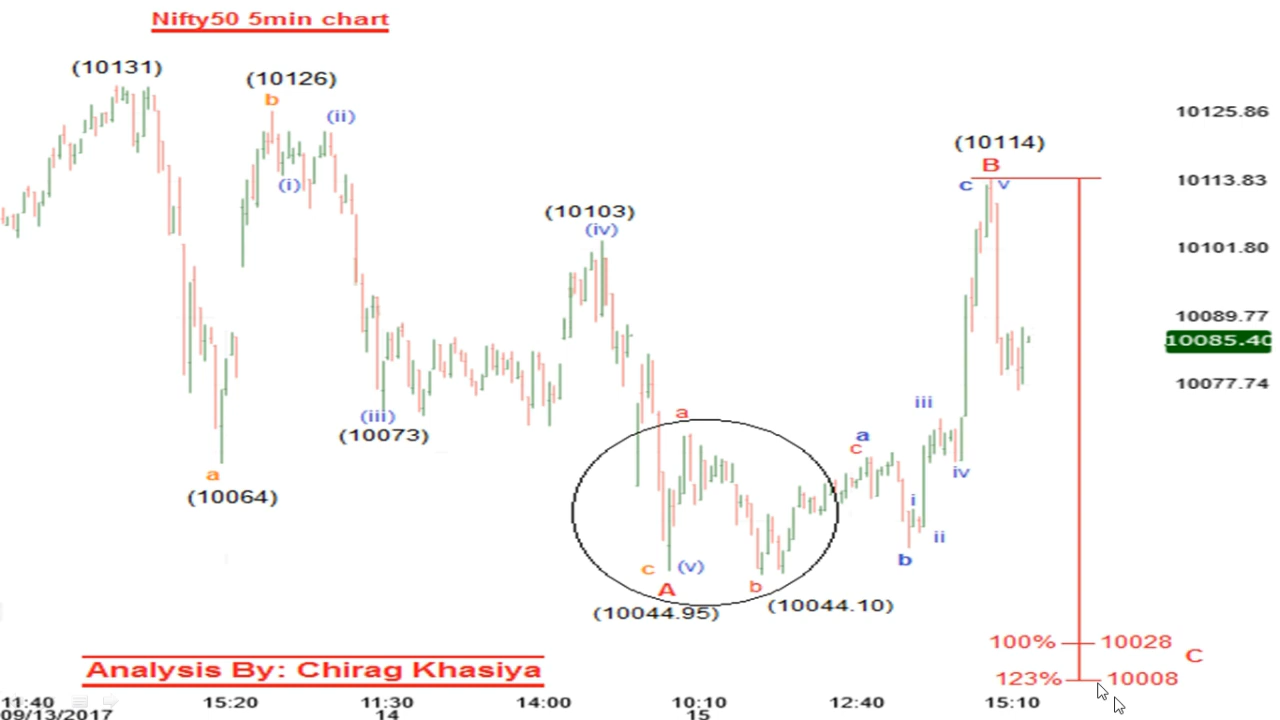 Nifty50 5min chart
(10131)
(10126)
b
(ii)
(i)
10125.86
(10114)
B
c v
10113.83
(10103)
(iv)
10101.80
10089.77
10085.40
10077.74
(iii)
(10073)
a
(10064)
a
iii
a
c
iv
i
ii
b
c (v)
A
b
(10044.95)
(10044.10)
100% 10028
C
123% 10008
Analysis By: Chirag Khasiya
11:40 15:20 11:30 14:00 10:10 12:40 15:10
09/13/2017 14 15